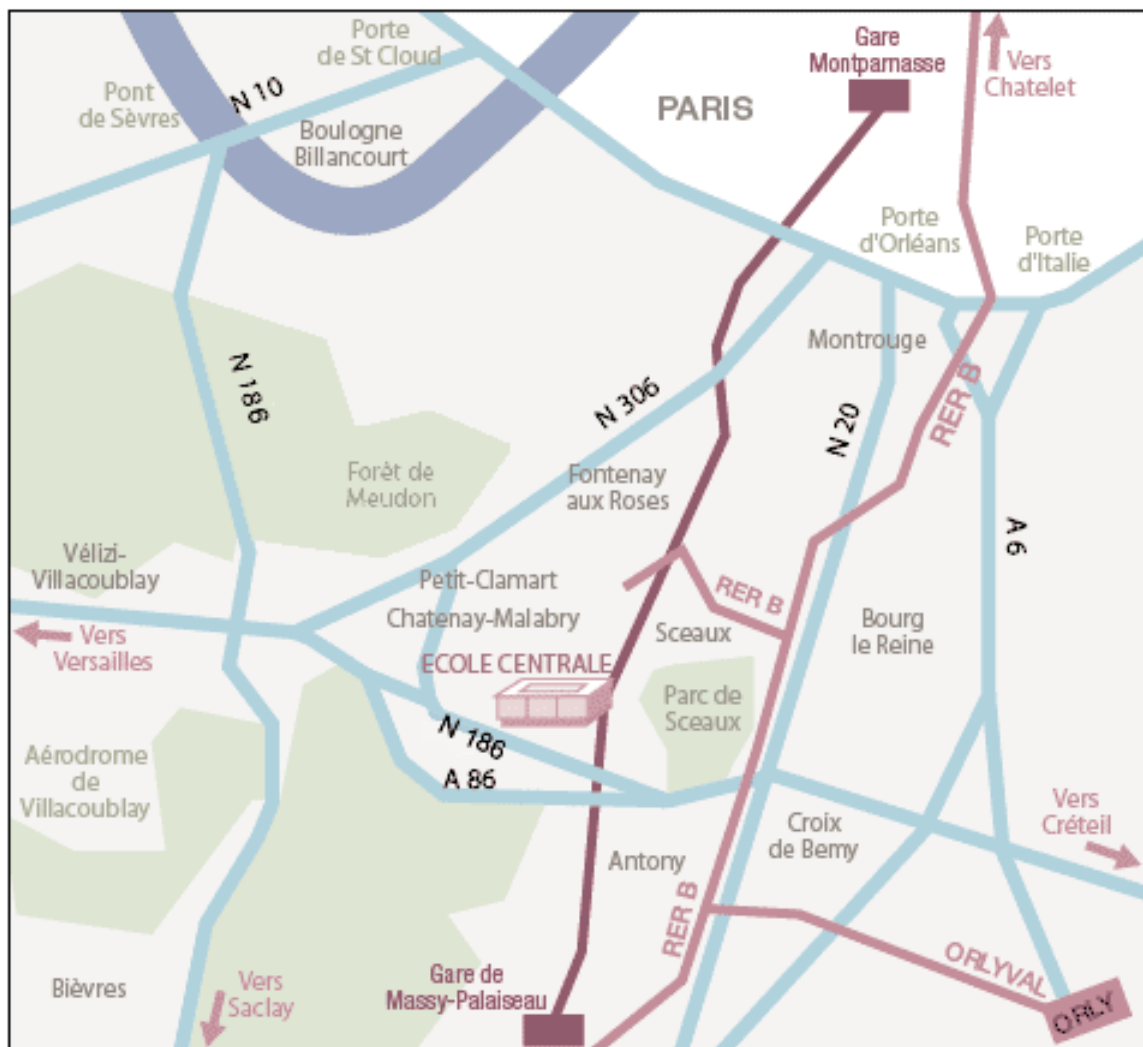 Porte
de St Cloud
Gare
Montparnasse
Vers
Chatelet
Pont
de Sèvres
N 10
PARIS
Boulogne
Billancourt
Porte
d'Orléans
Porte
d'Italie
Montrouge
N 186
N 306
N 20
RER B
Forêt de
Meudon
Fontenay
aux Roses
A 6
Vélizi-
Villacoublay
Petit-Clamart
Chatenay-Malabry
RER B
Sceaux
Bourg
le Reine
Vers
Versailles
ECOLE CENTRALE
Parc de
Sceaux
N 186
A 86
Aérodrome
de
Villacoublay
Vers
Créteil
Croix
de Berny
Antony
RER B
ORLYVAL
Bièvres
Vers
Saclay
Gare de
Massy-Palaiseau
ORLY